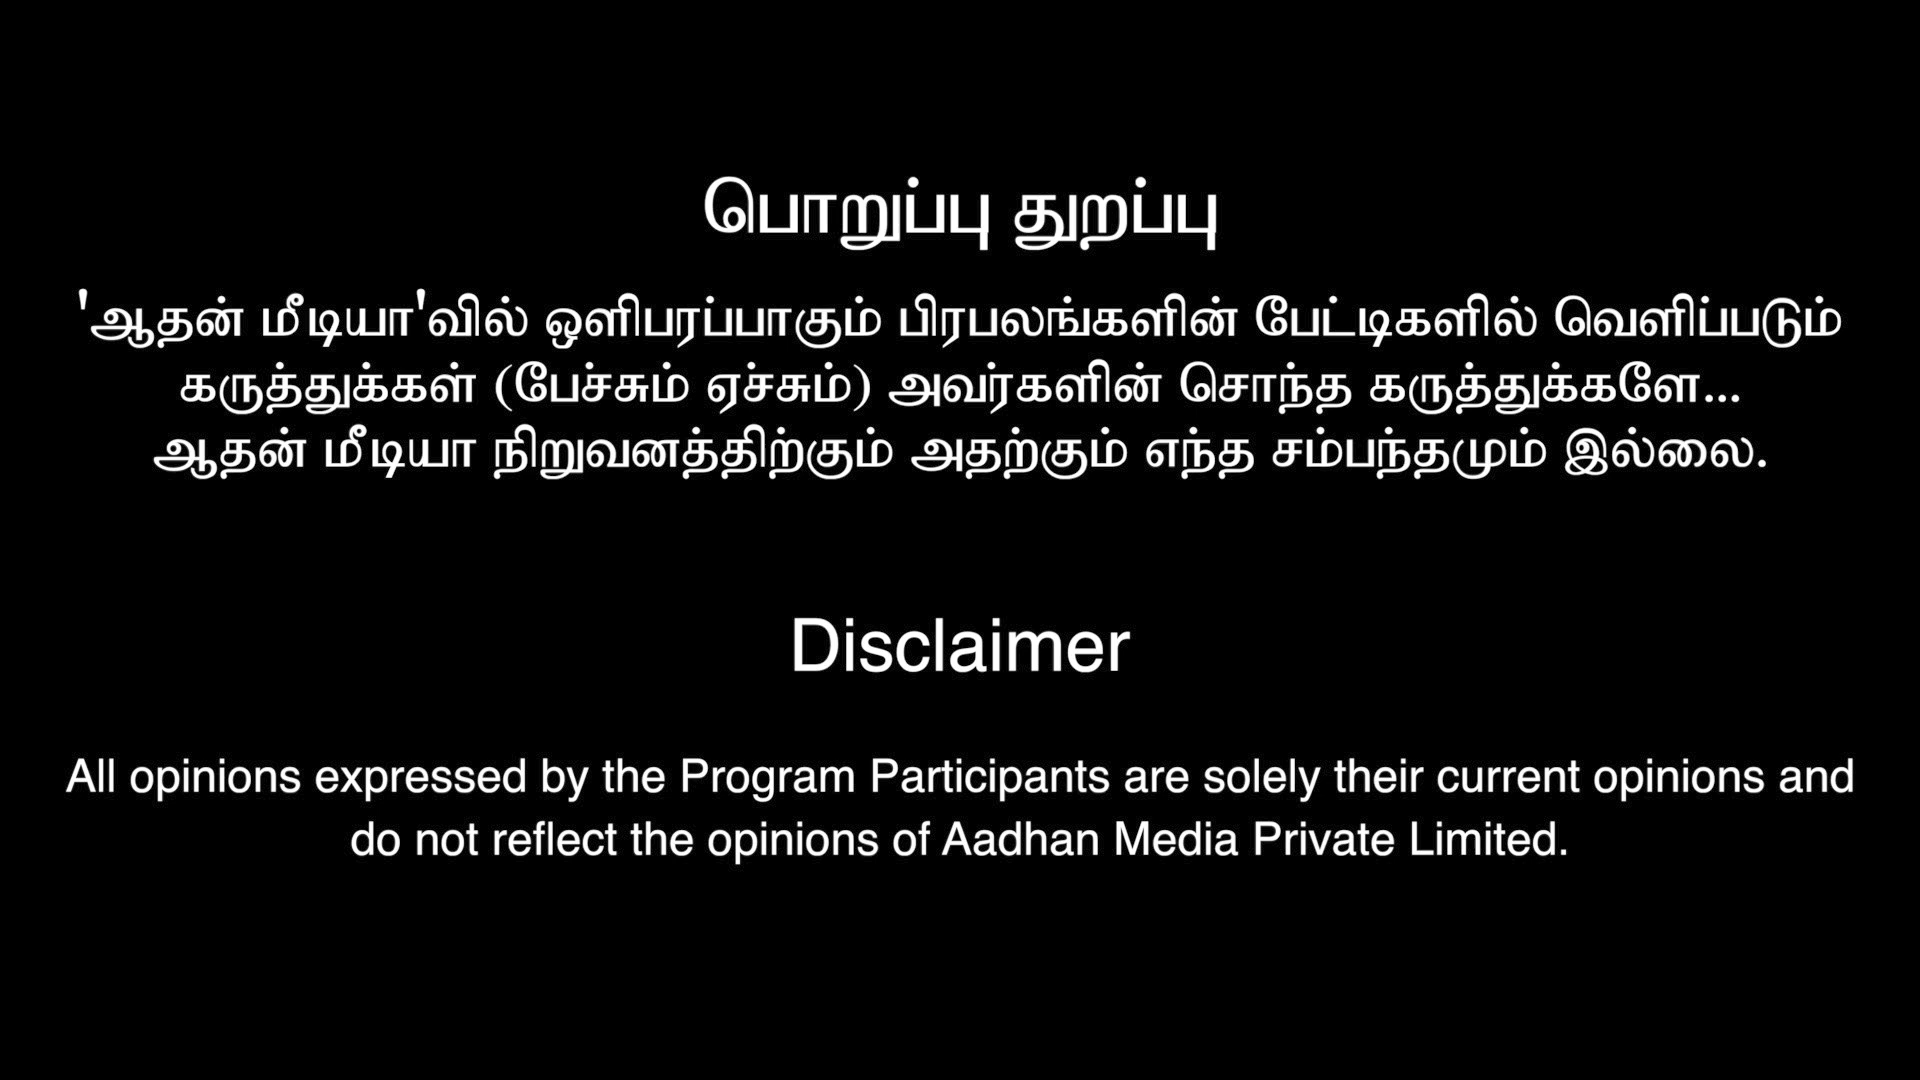 பொறுப்பு துறப்பு
'ஆதன் மீடியா'வில் ஒளிபரப்பாகும் பிரபலங்களின் பேட்டிகளில் வெளிப்படும்
கருத்துக்கள் (பேச்சும் ஏச்சும்) அவர்களின் சொந்த கருத்துக்களே...
ஆதன் மீடியா நிறுவனத்திற்கும் அதற்கும் எந்த சம்பந்தமும் இல்லை.
Disclaimer
All opinions expressed by the Program Participants are solely their current opinions and
do not reflect the opinions of Aadhan Media Private Limited.